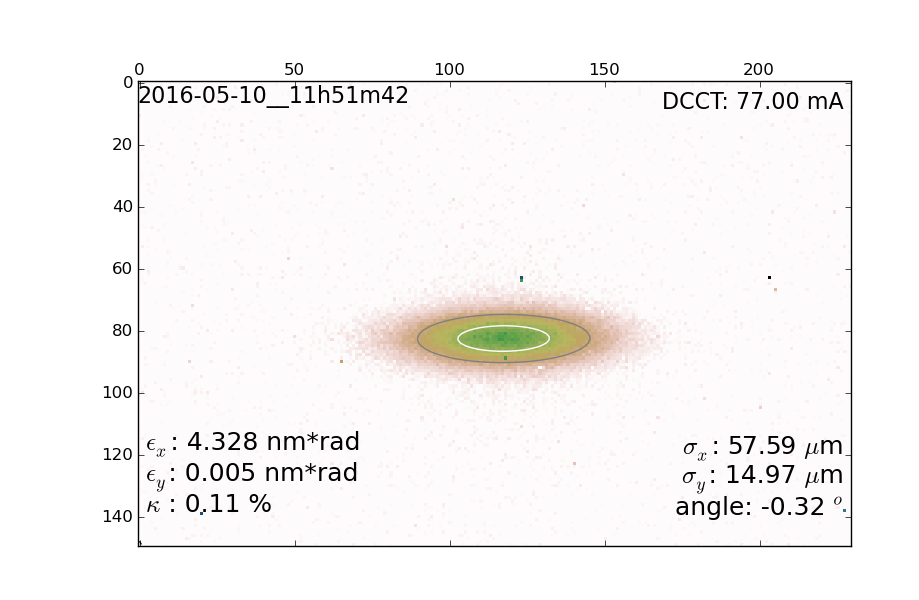 0 50 100 150 200
0
2016-05-10__11h51m42
DCCT: 77.00 mA
20
40
60
80
100
120
140
ϵx: 4.328 nm*rad
ϵy: 0.005 nm*rad
κ : 0.11 %
σx: 57.59 μm
σy: 14.97 μm
angle: -0.32 °